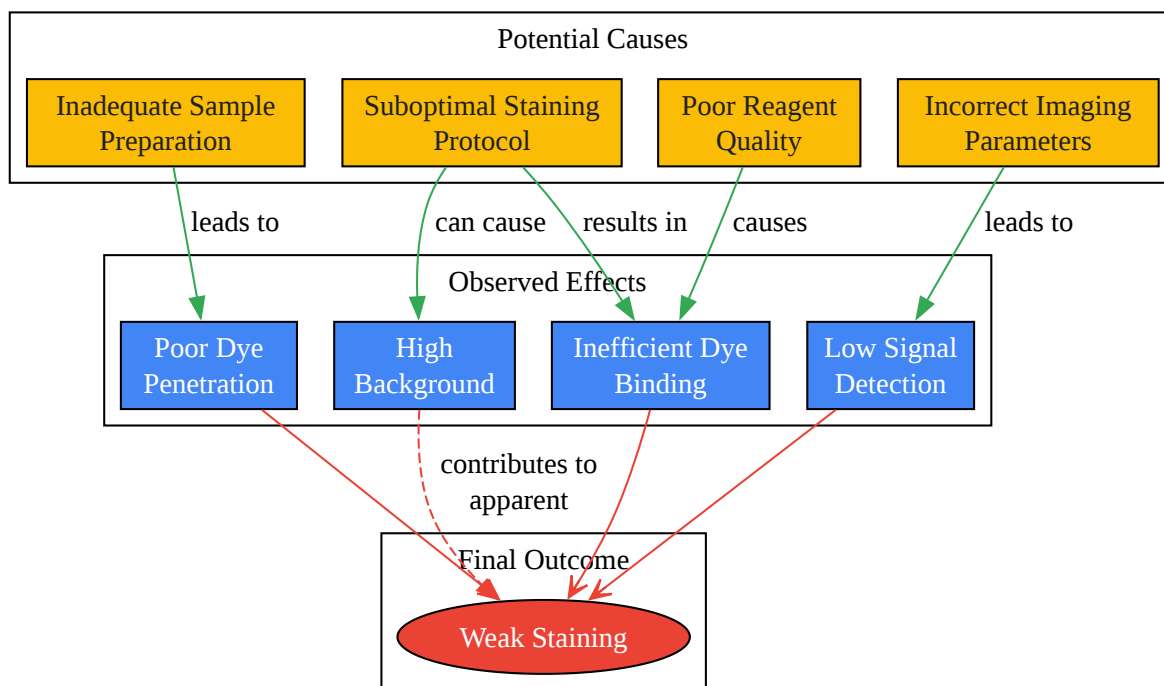 Potential Causes
Inadequate Sample
Preparation
Suboptimal Staining
Protocol
Poor Reagent
Quality
Incorrect Imaging
Parameters
leads to
can cause
results in
causes
leads to
Observed Effects
Poor Dye
Penetration
High
Background
Inefficient Dye
Binding
Low Signal
Detection
contributes to
apparent
Final Outcome
Weak Staining